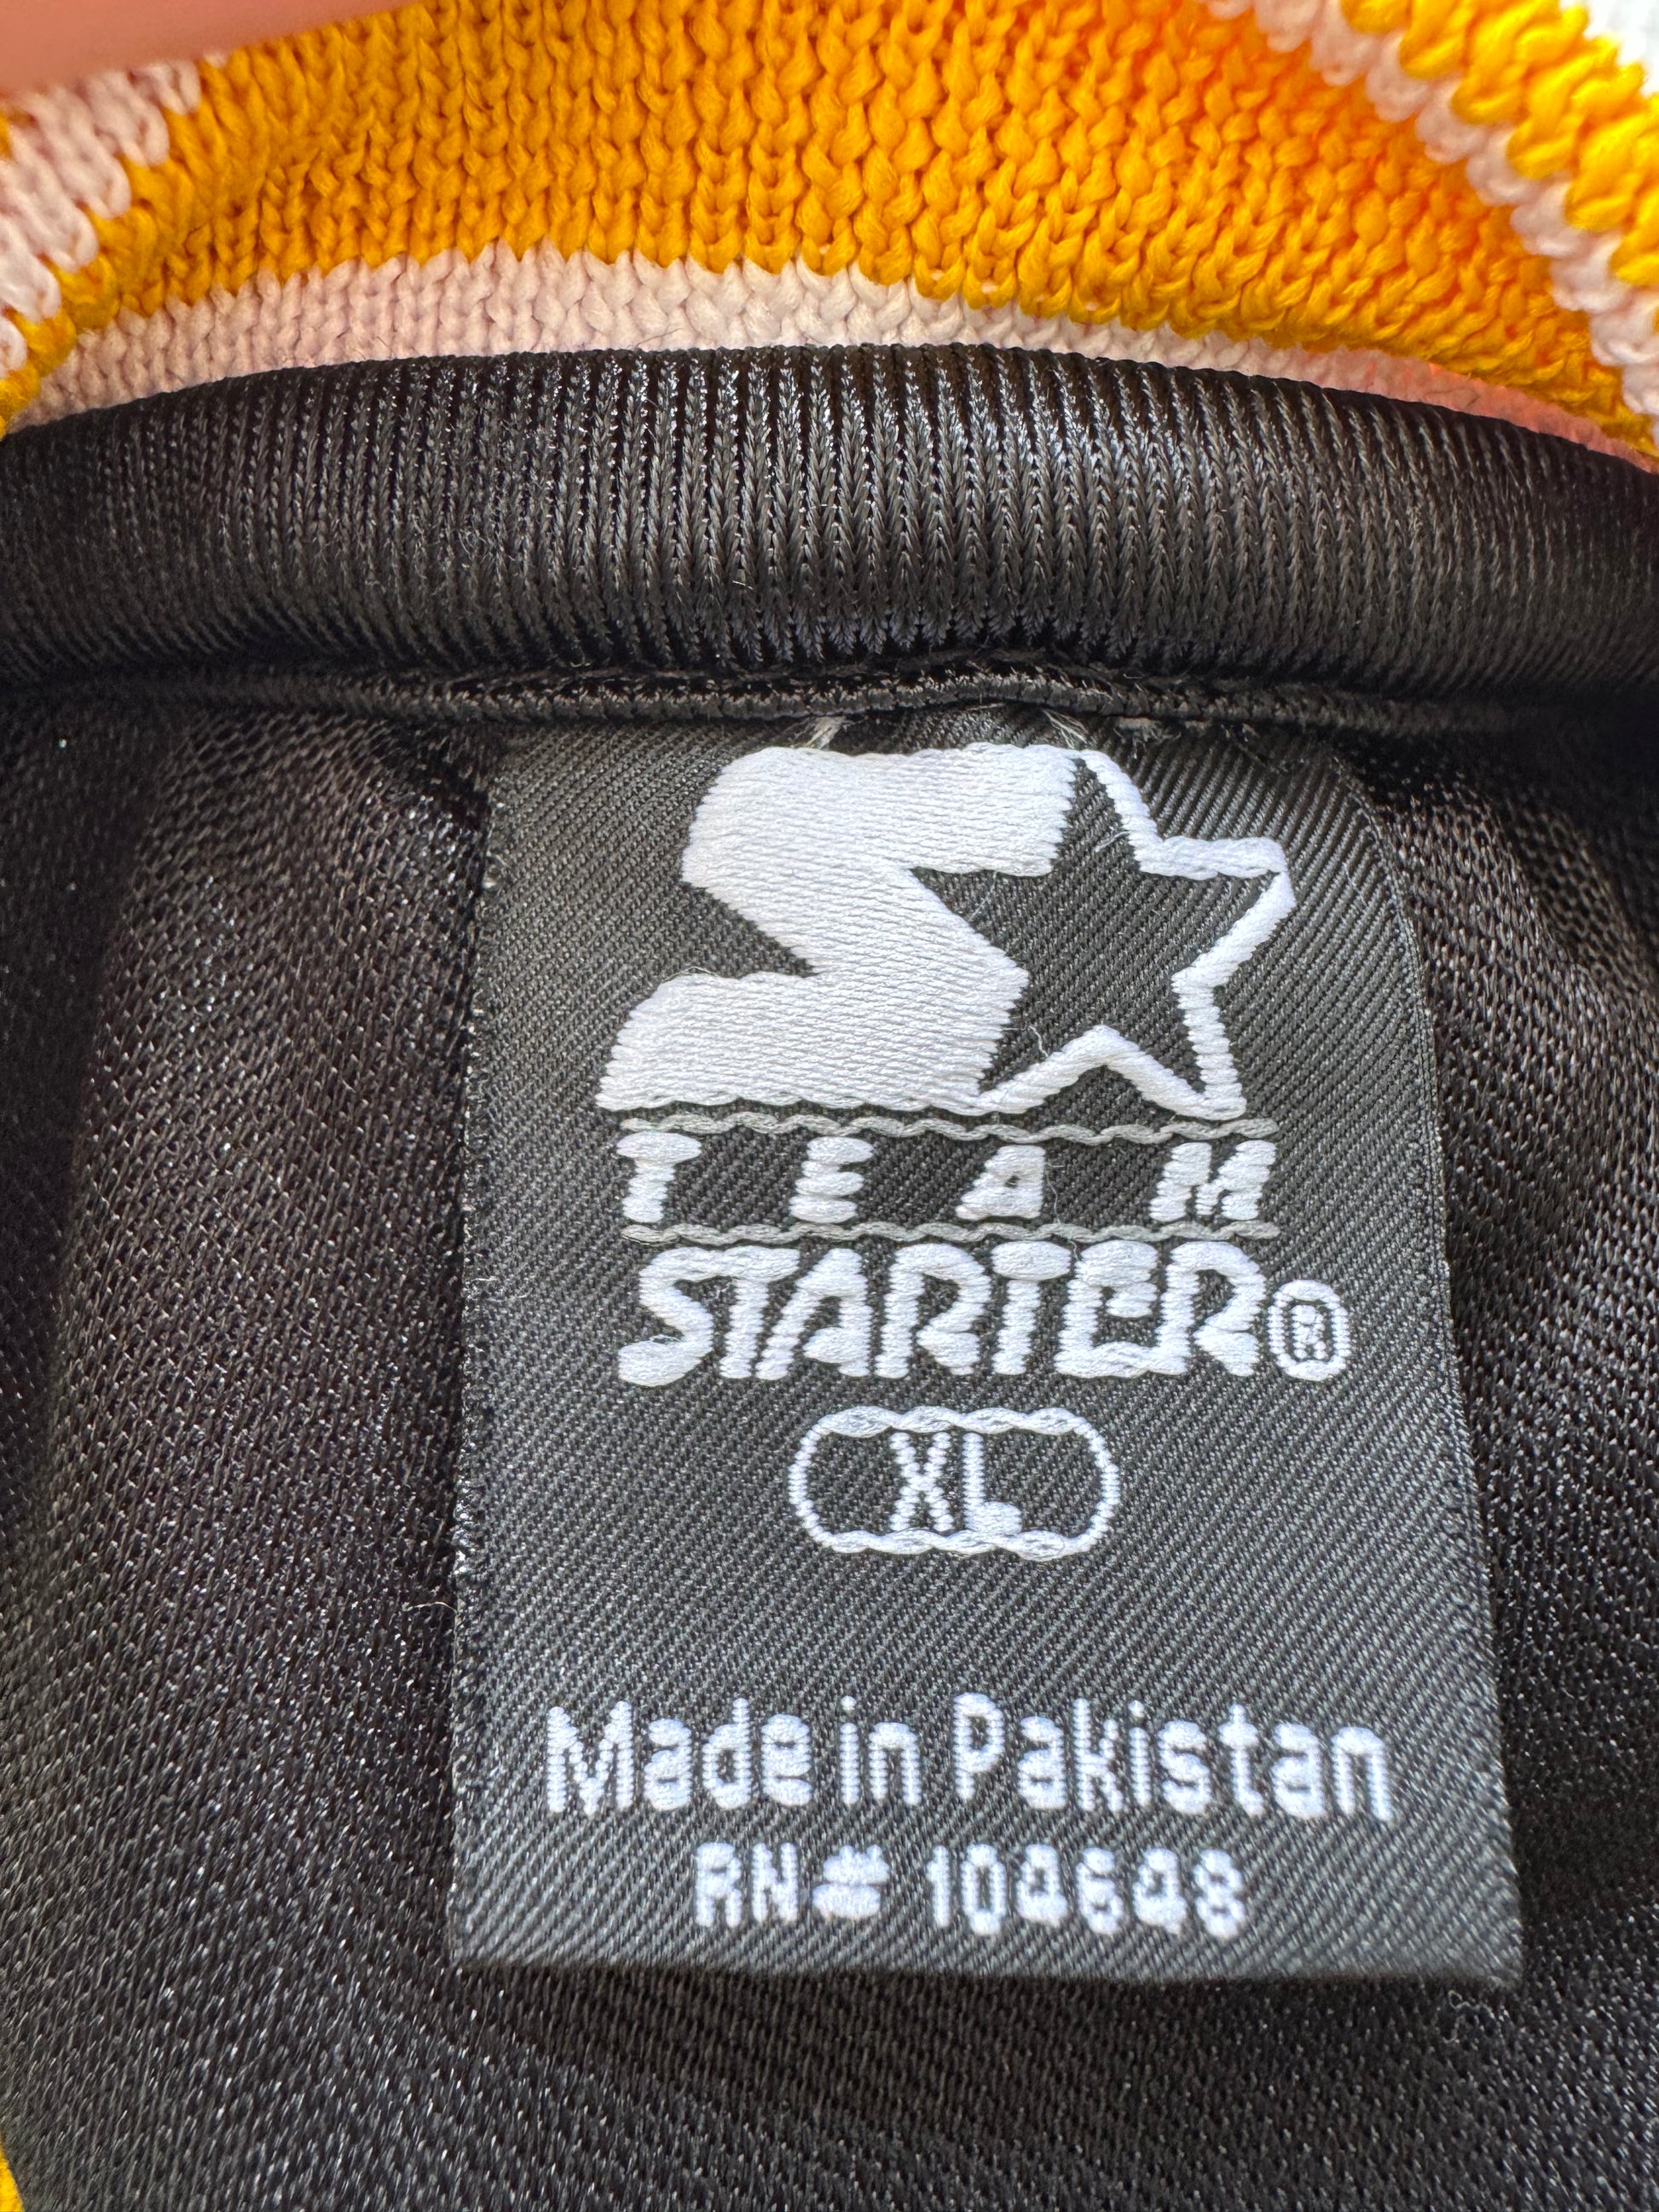 TEAM
STARTER®
XL
Made in Pakistan
RN# 104648